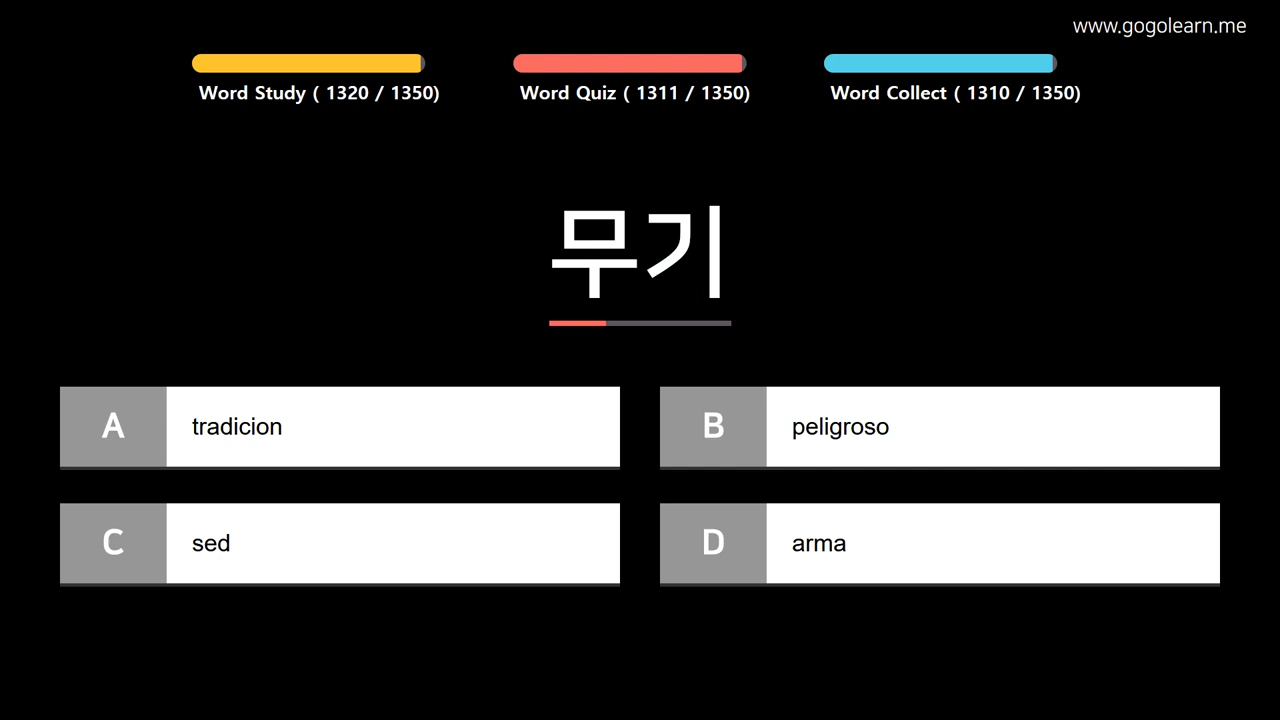 www.gogolearn.me
Word Study ( 1320 / 1350)
Word Quiz ( 1311 / 1350)
Word Collect ( 1310 / 1350)
무기
A tradicion
B peligroso
C sed
D arma